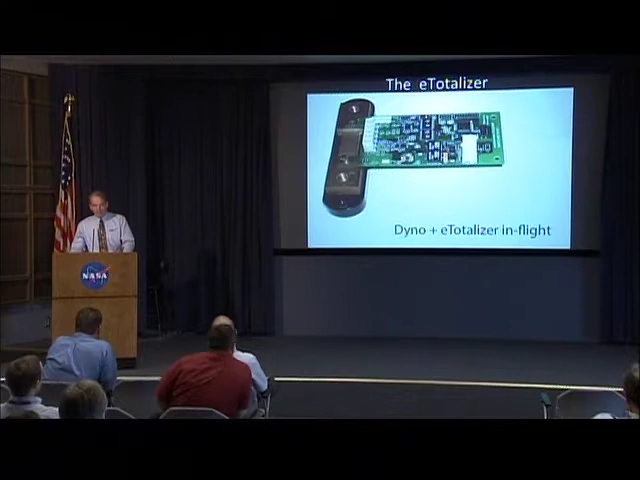 The eTotalizer
Dyno + eTotalizer in-flight
NASA